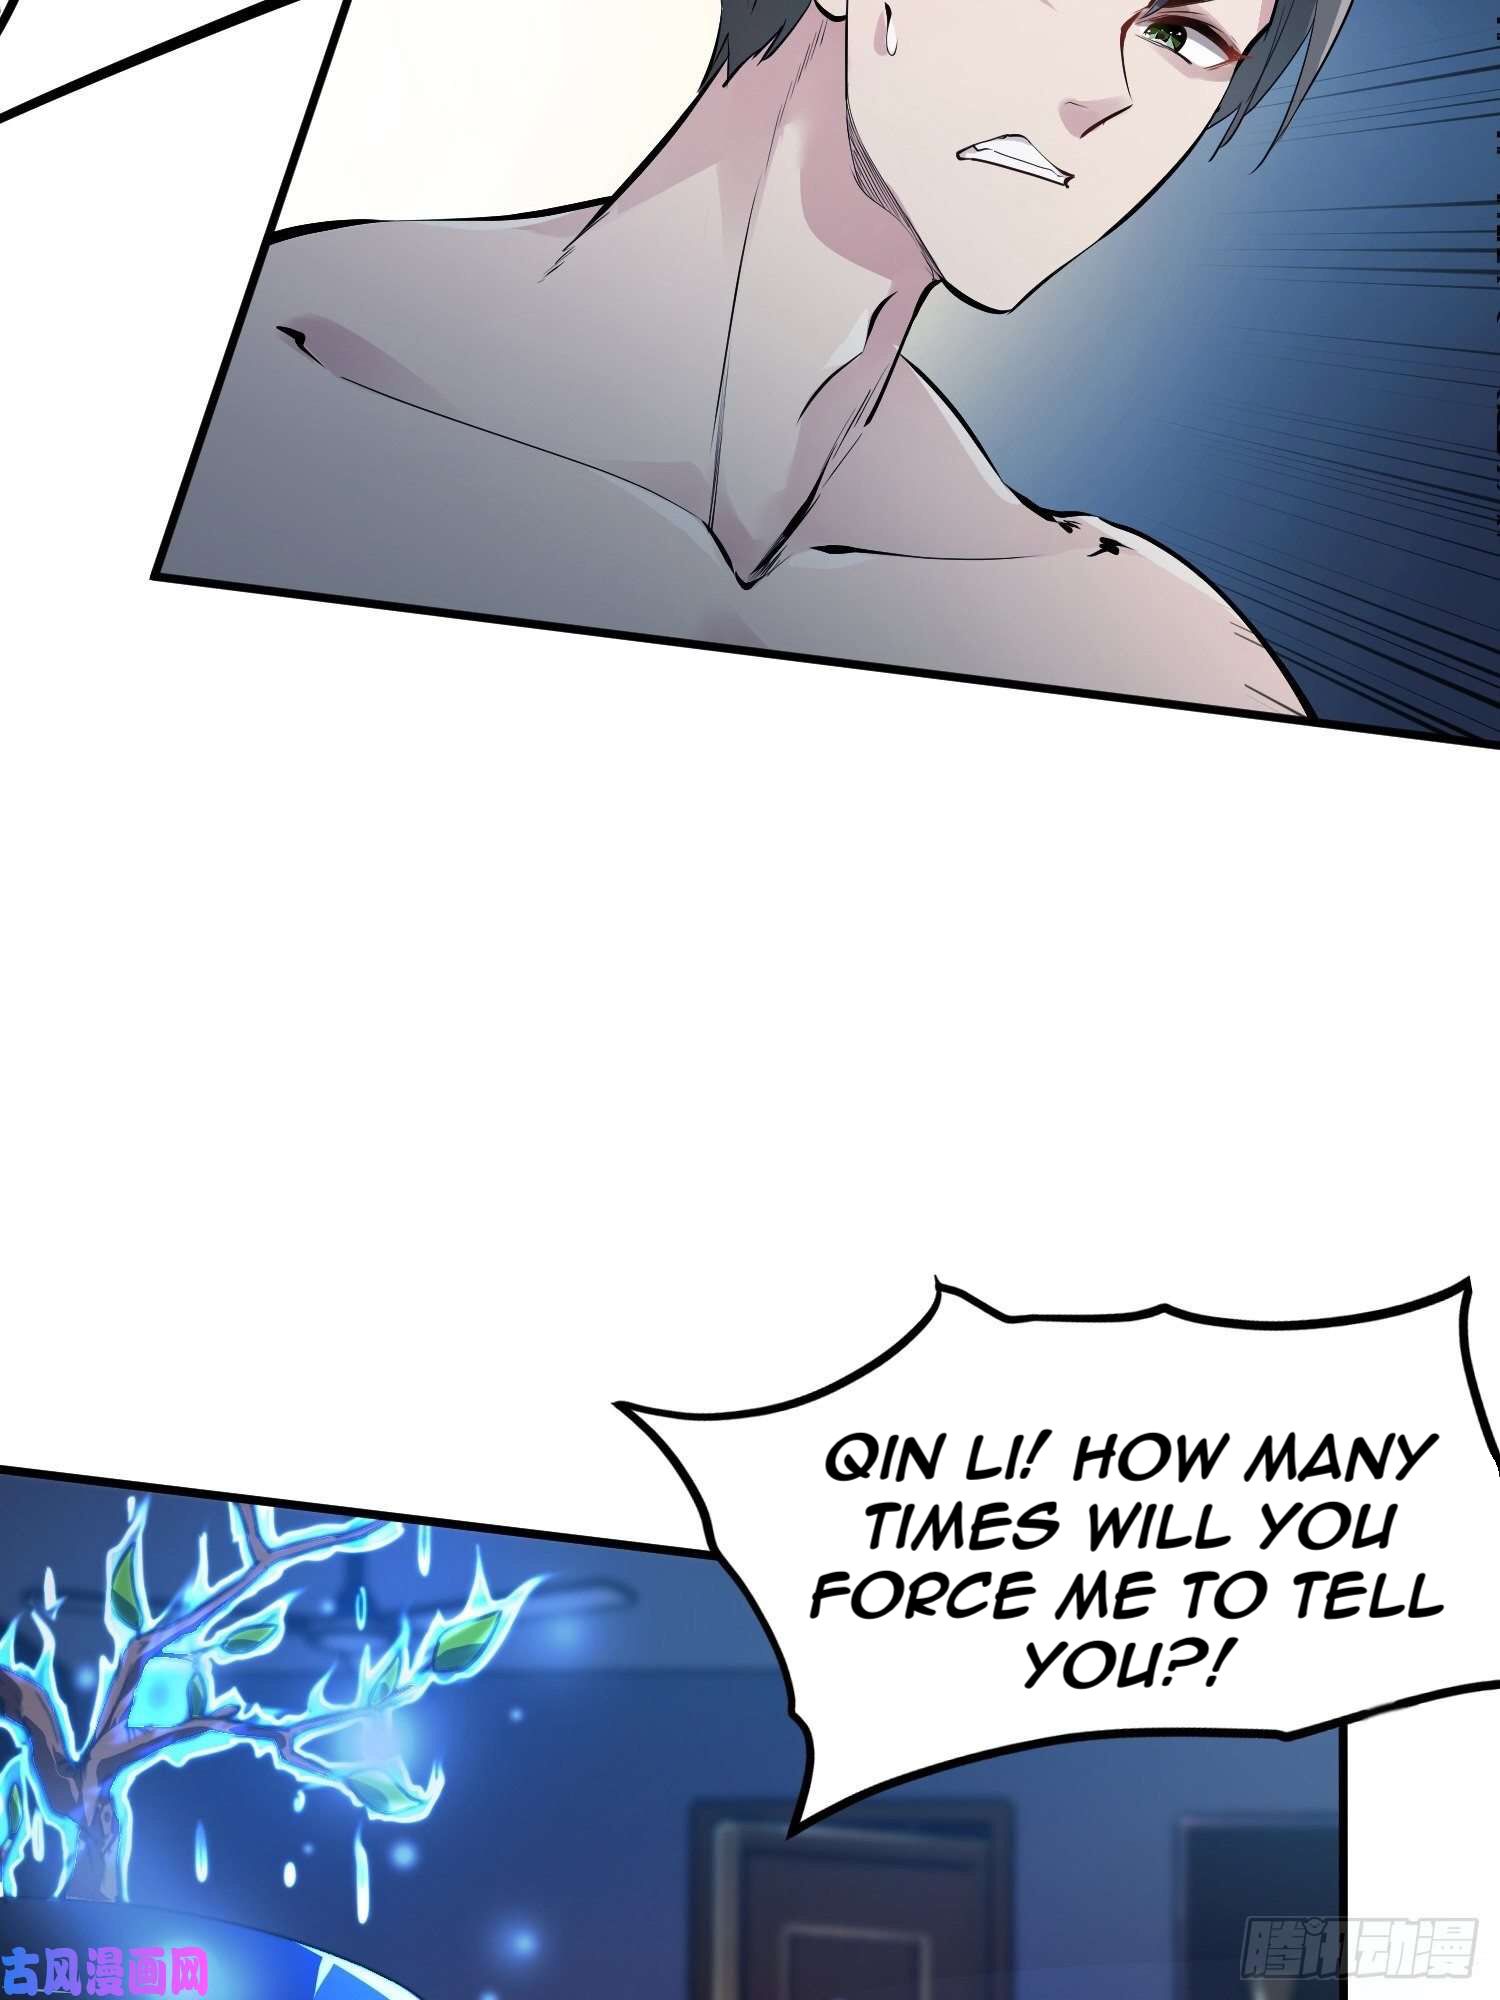 QIN LI! HOW MANY
TIMES WILL YOU
FORCE ME TO TELL
YOU?!
古风漫画网
腾讯动漫